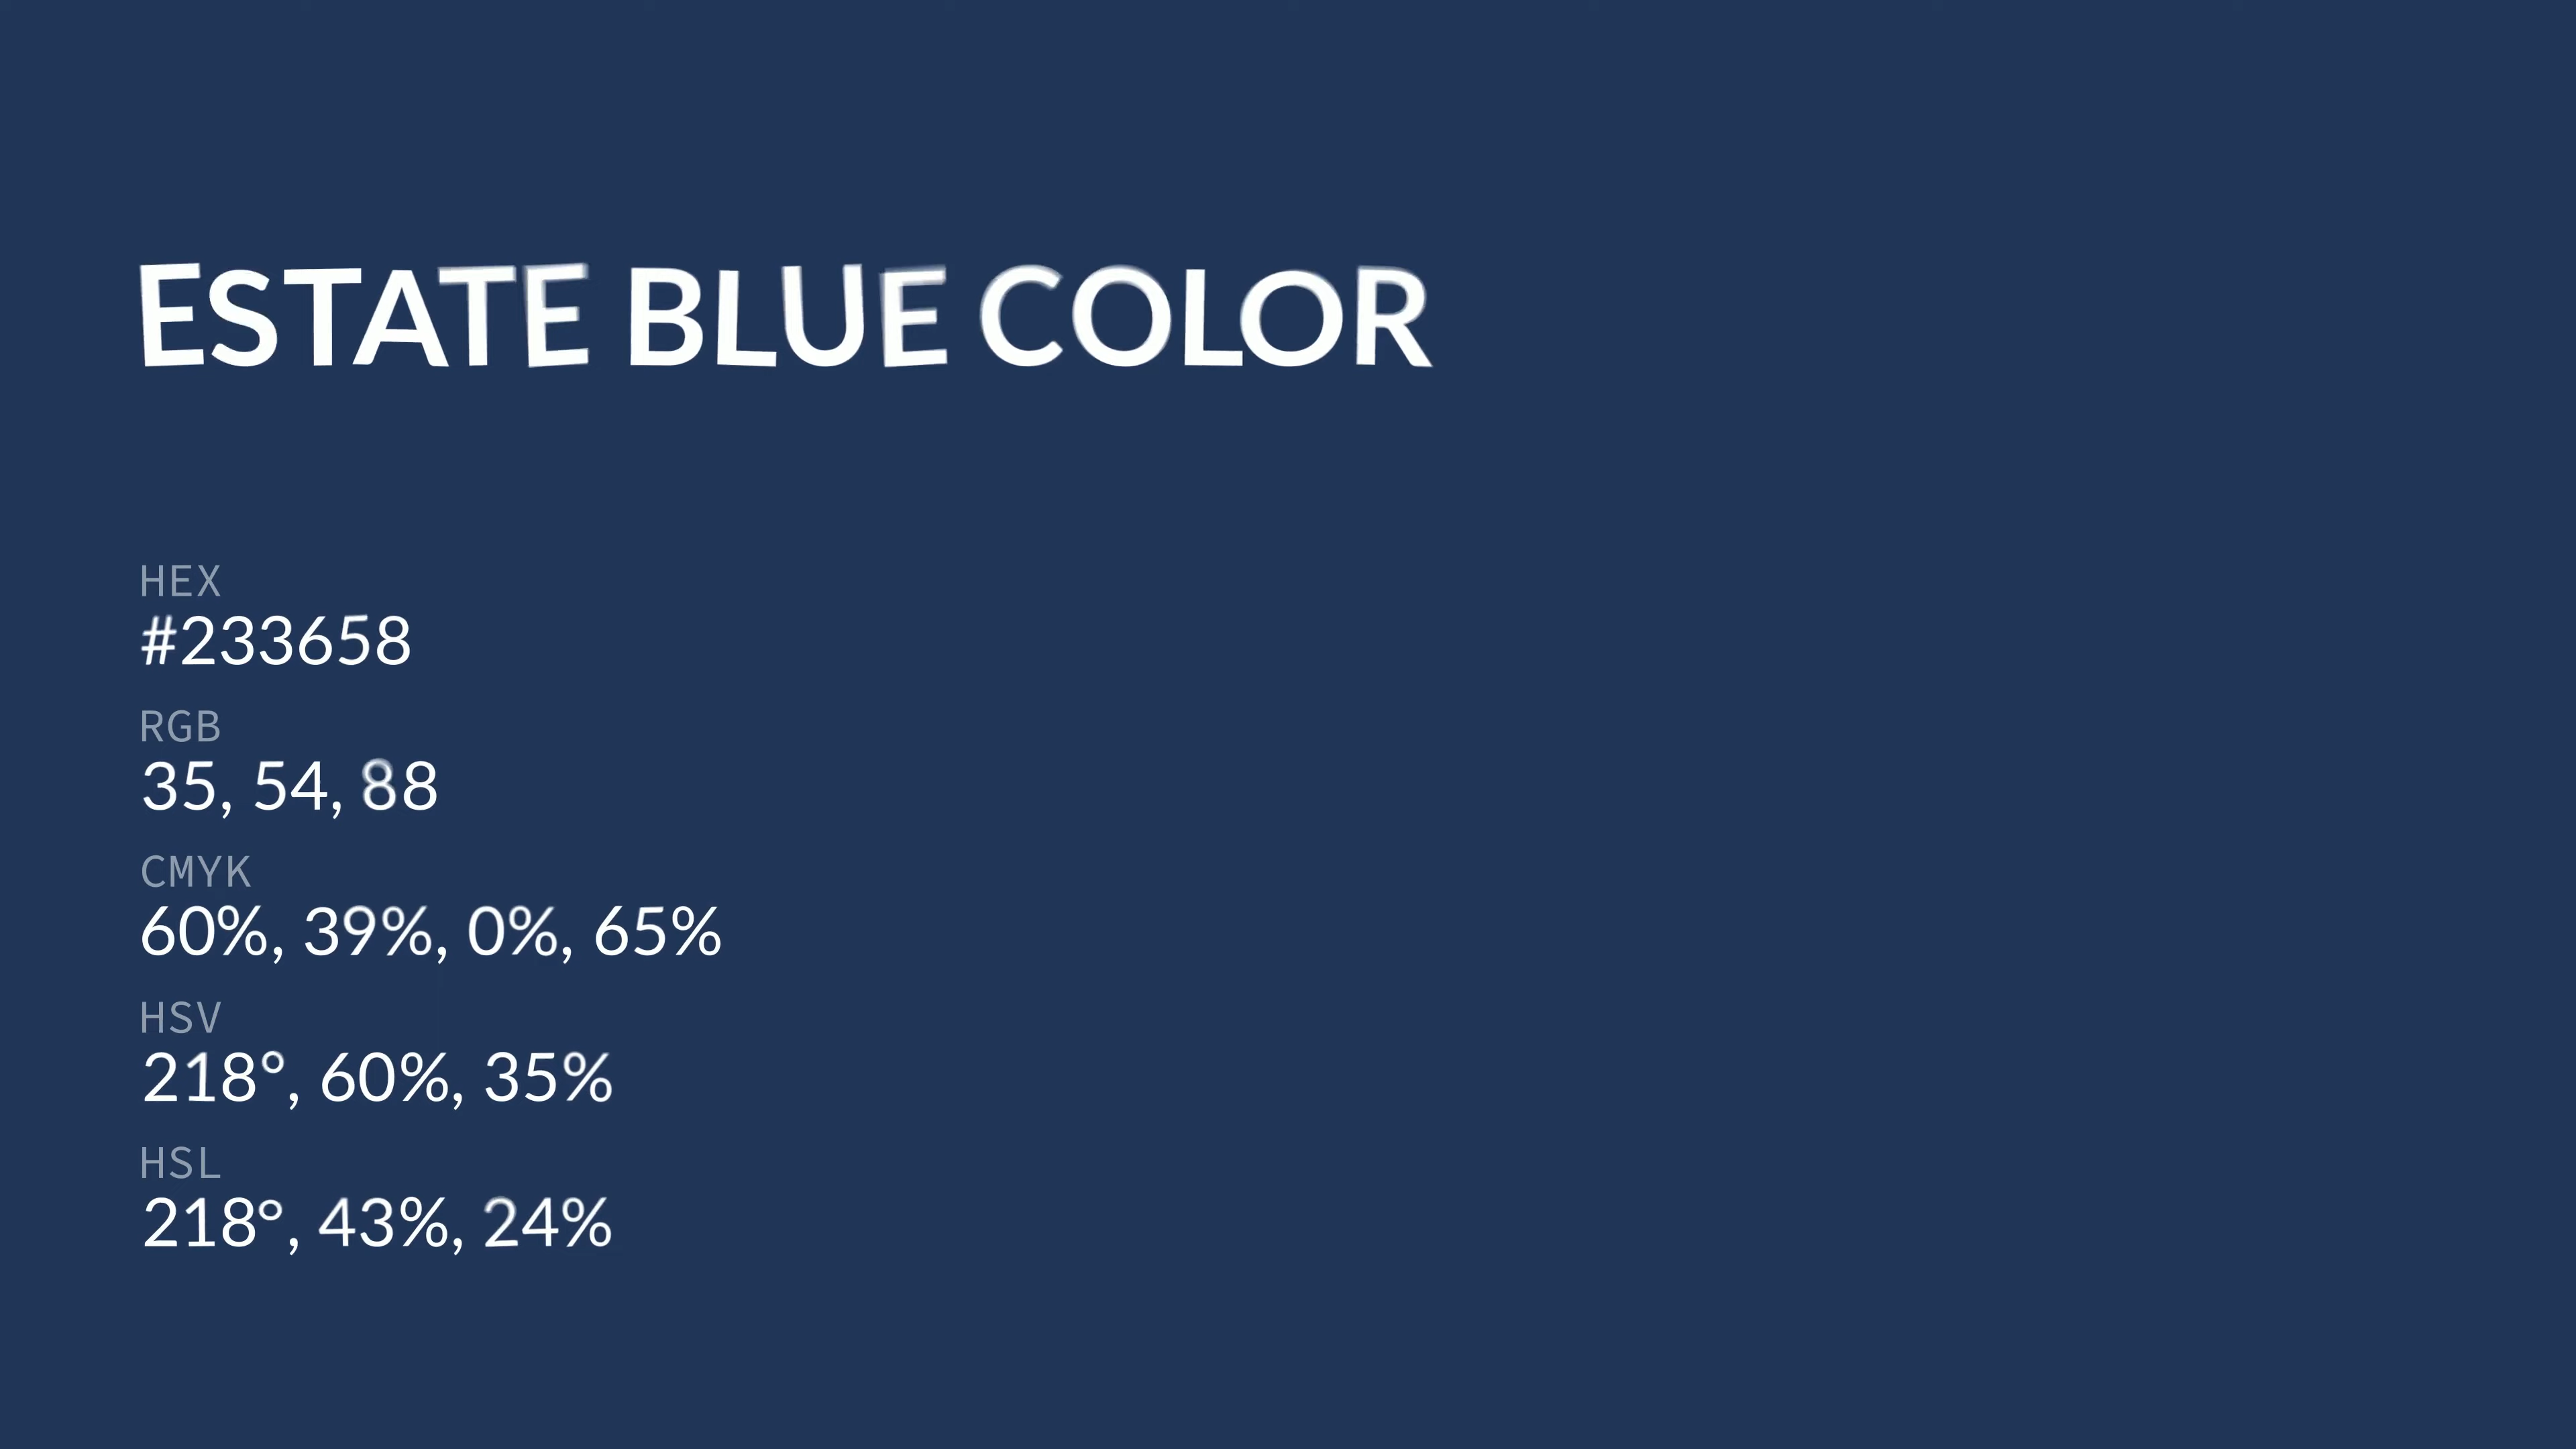 ESTATE BLUE COLOR
HEX
#233658
RGB
35, 54, 88
CMYK
60%, 39%, 0%, 65%
HSV
218°, 60%, 35%
HSL
218°, 43%, 24%